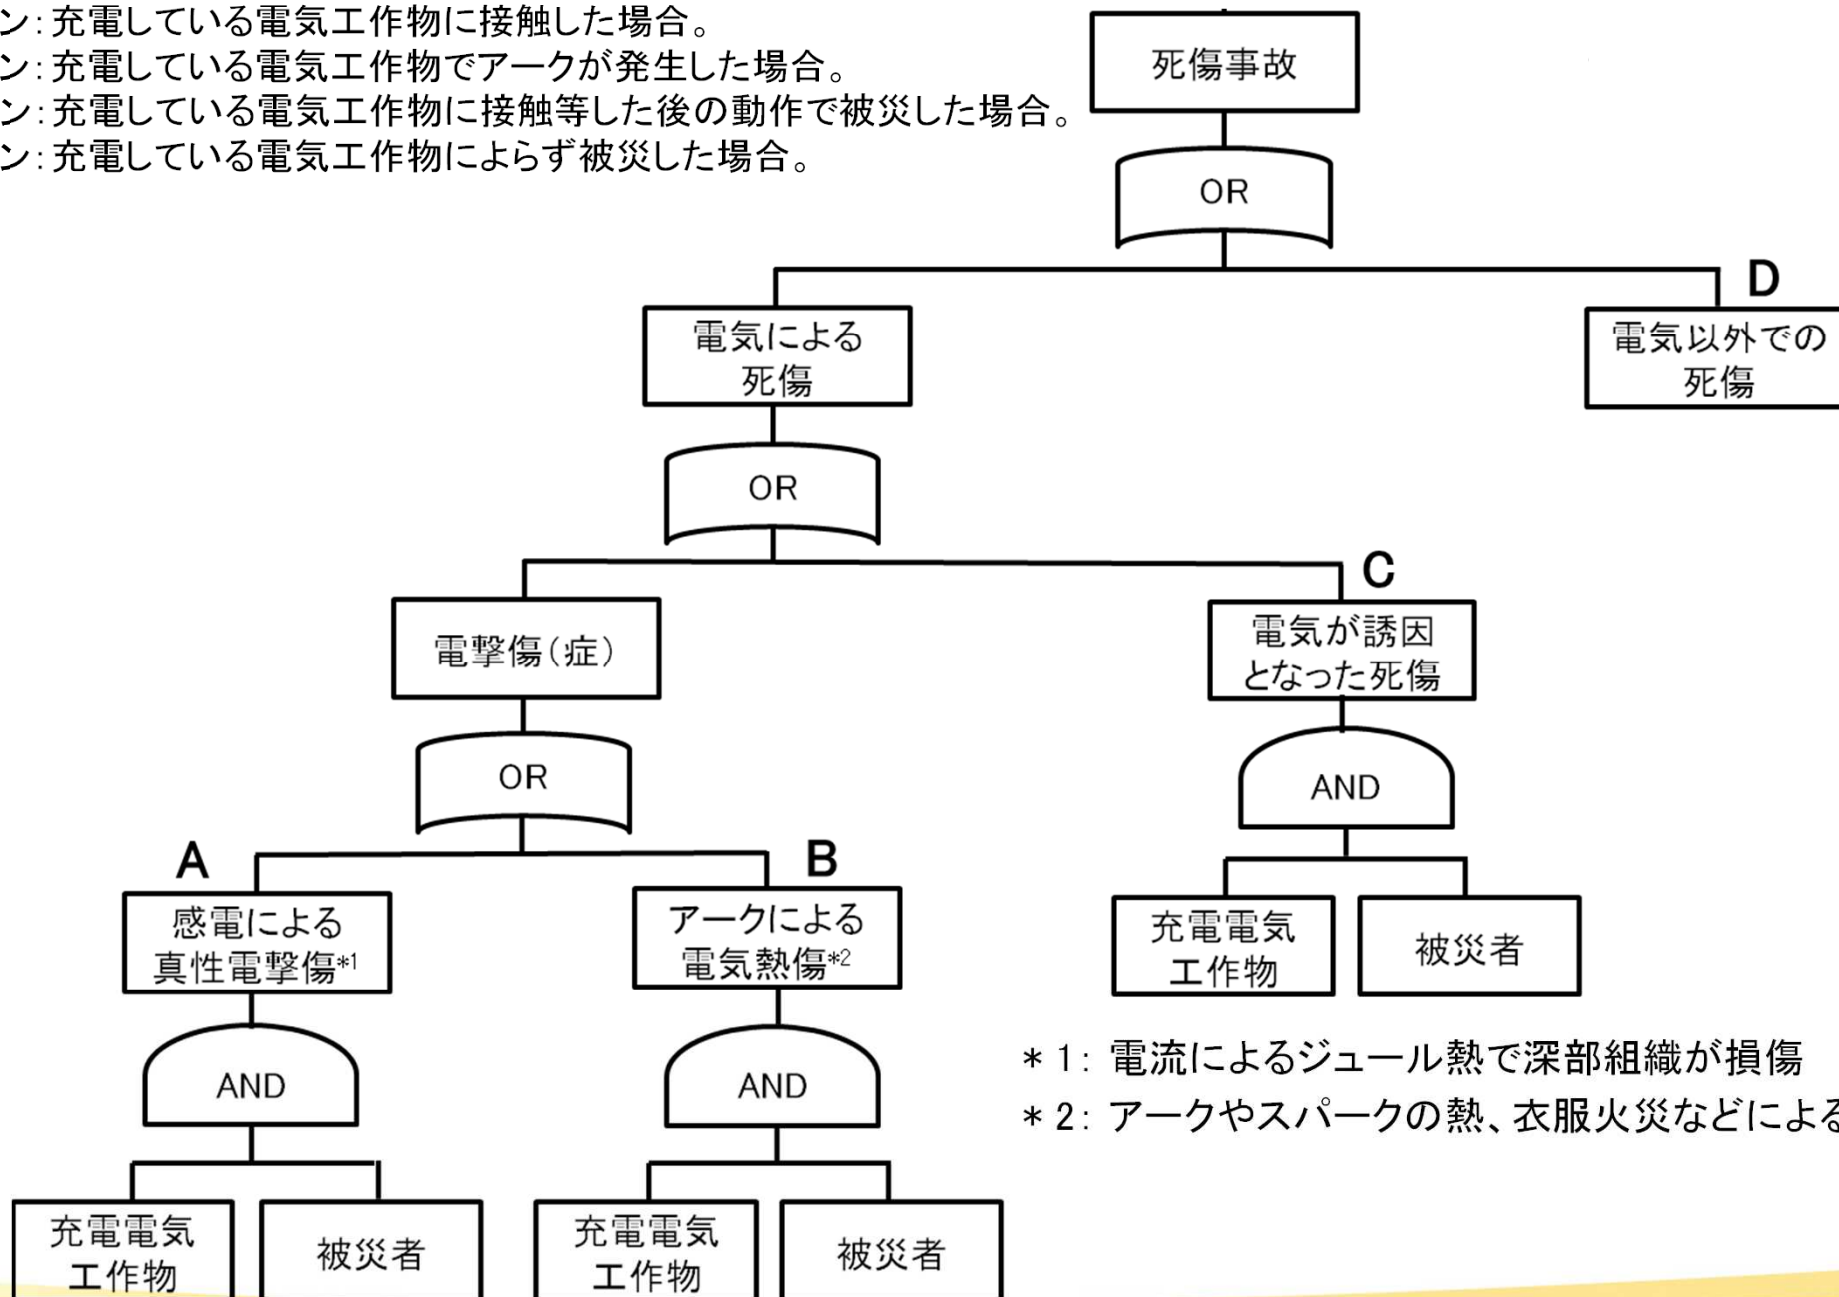 ン：充電している電気工作物に接触した場合。
ン：充電している電気工作物でアークが発生した場合。
ン：充電している電気工作物に接触等した後の動作で被災した場合。
ン：充電している電気工作物によらず被災した場合。
死傷事故
OR
D
電気による
死傷
電気以外での
死傷
OR
C
電撃傷（症）
電気が誘因
となった死傷
OR
AND
A
B
感電による
真性電撃傷*1
アークによる
電気熱傷*2
充電電気
工作物
被災者
AND
AND
＊1：電流によるジュール熱で深部組織が損傷
＊2：アークやスパークの熱、衣服火災などによる
充電電気
工作物
被災者
充電電気
工作物
被災者